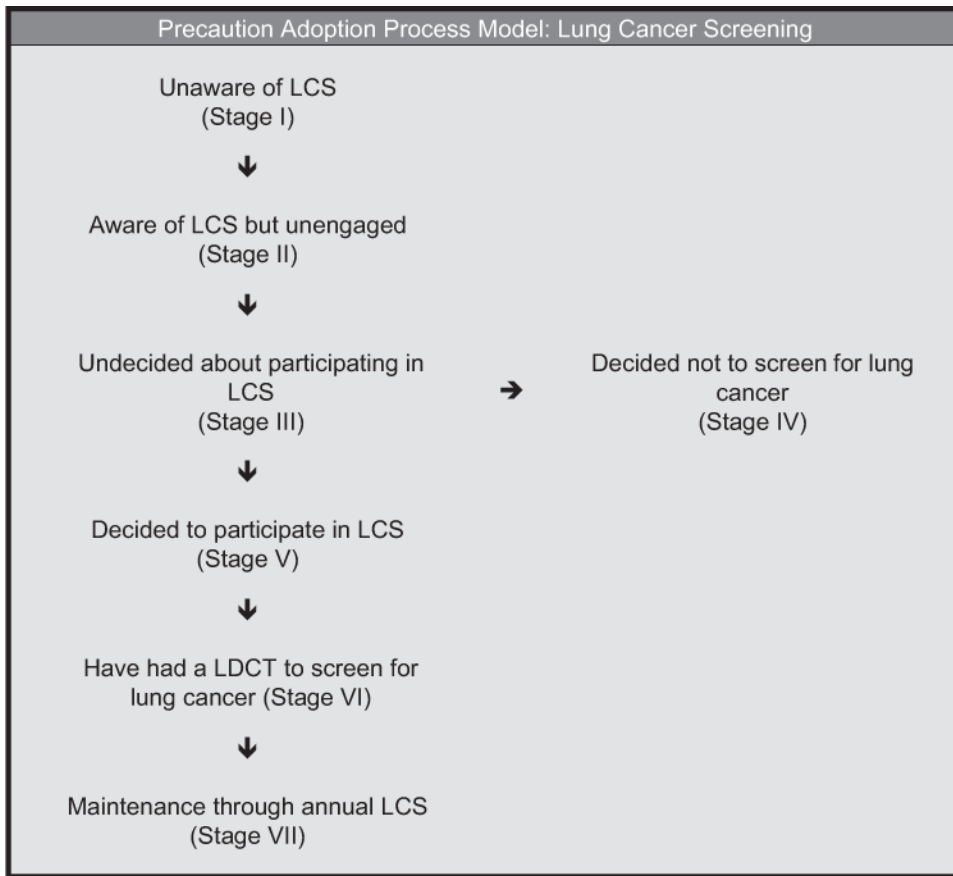 Precaution Adoption Process Model: Lung Cancer Screening
Unaware of LCS
(Stage I)
Aware of LCS but unengaged
(Stage II)
Undecided about participating in
LCS
(Stage III)
Decided not to screen for lung
cancer
(Stage IV)
Decided to participate in LCS
(Stage V)
Have had a LDCT to screen for
lung cancer (Stage VI)
Maintenance through annual LCS
(Stage VII)